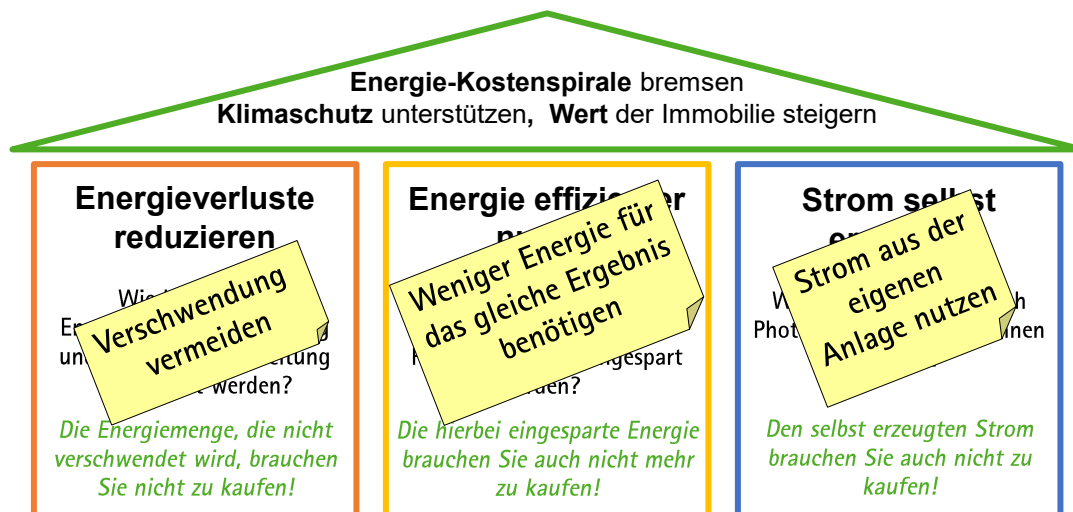 Energie-Kostenspirale bremsen
Klimaschutz unterstützen, Wert der Immobilie steigern
Energieverluste
reduzieren
Verschwendung
vermeiden
werden?
Die Energiemenge, die nicht
verschwendet wird, brauchen
Sie nicht zu kaufen!
Energie
Weniger Energie für
das gleiche Ergebnis
benötigen
Die hierbei eingesparte Energie
brauchen Sie auch nicht mehr
zu kaufen!
Strom selbst
Strom aus der
eigenen
Anlage nutzen
Den selbst erzeugten Strom
brauchen Sie auch nicht zu
kaufen!